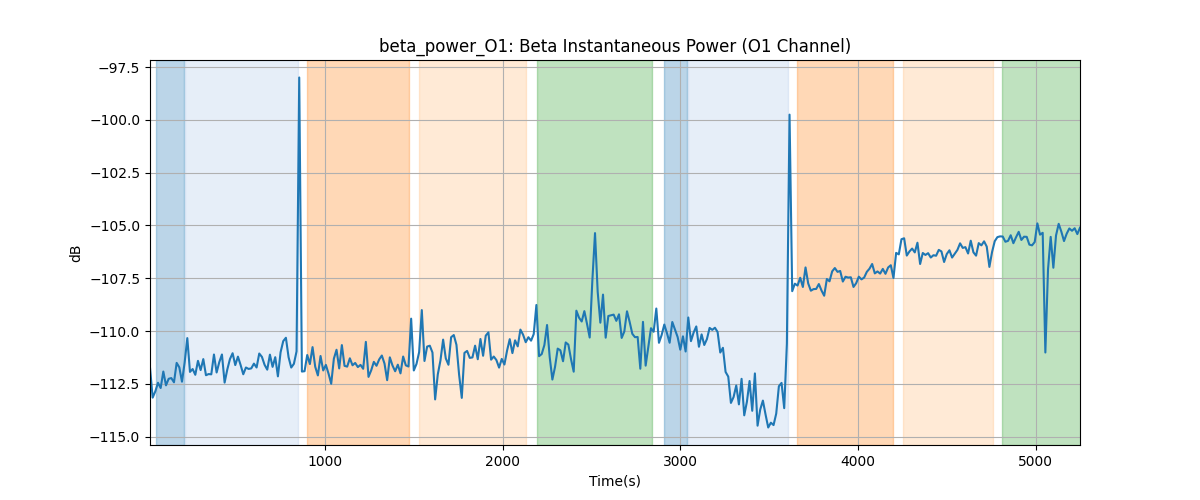 beta_power_O1: Beta Instantaneous Power (O1 Channel)
−97.5
−100.0
−102.5
−105.0
−107.5
−110.0
−112.5
−115.0
dB
1000 2000 3000 4000 5000
Time(s)